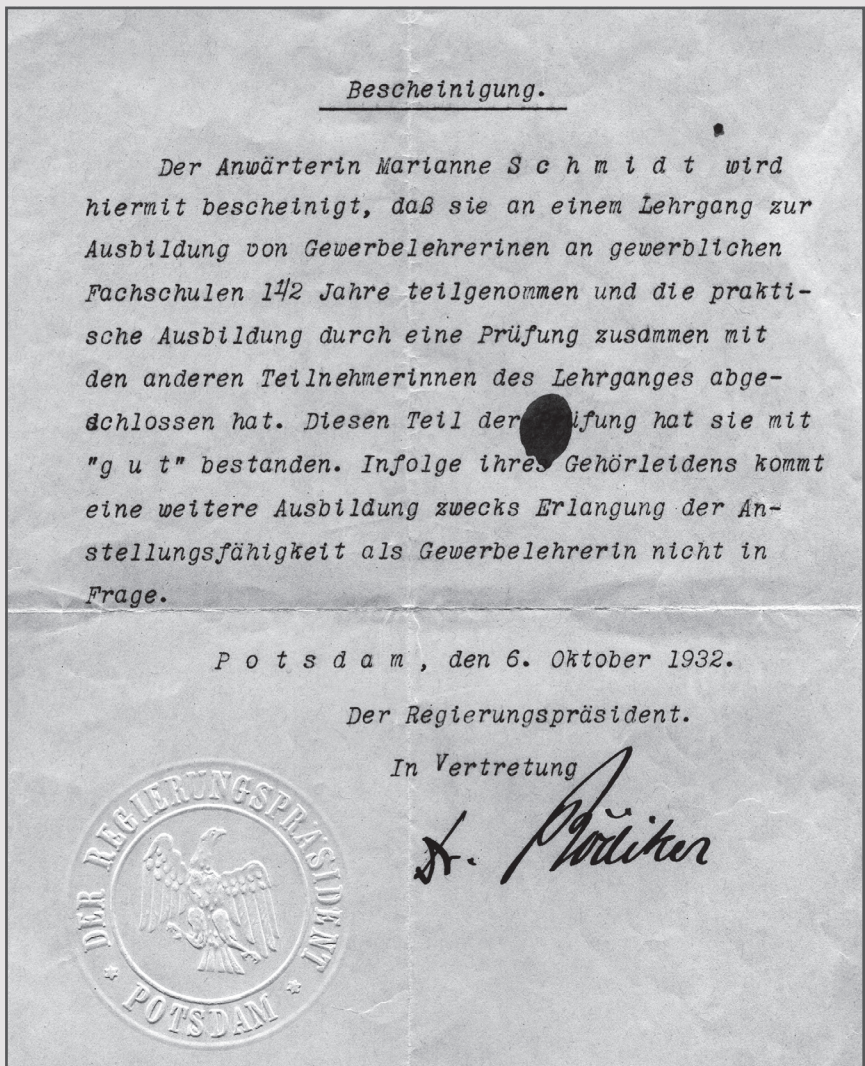 Bescheinigung.
Der Anwärterin Marianne S c h m i d t wird
hiermit bescheinigt, daß sie an einem Lehrgang zur
Ausbildung von Gewerbelehrerinen an gewerblichen
Fachschulen 1 1/2 Jahre teilgenommen und die prakti-
sche Ausbildung durch eine Prüfung zusammen mit
den anderen Teilnehmerinnen des Lehrganges abge-
schlossen hat. Diesen Teil der ifung hat sie mit
"g u t" bestanden. Infolge ihres Gehörleidens kommt
eine weitere Ausbildung zwecks Erlangung der An-
stellungsfähigkeit als Gewerbelehrerin nicht in
Frage.
P o t s d a m , den 6. Oktober 1932.
Der Regierungspräsident.
In Vertretung
Dr.
DER REGIERUNGSPRÄSIDENT
* POTSDAM *